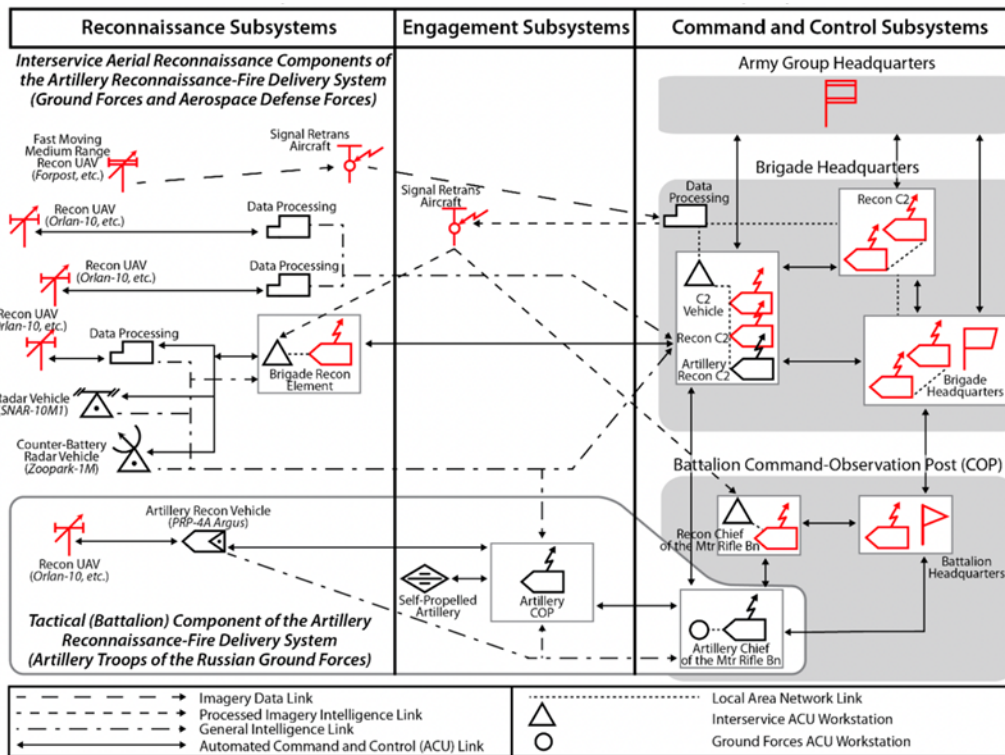 Reconnaissance Subsystems
Engagement Subsystems
Command and Control Subsystems
Interservice Aerial Reconnaissance Components of
the Artillery Reconnaissance-Fire Delivery System
(Ground Forces and Aerospace Defense Forces)
Army Group Headquarters
Fast Moving
Medium Range
Recon UAV
(Forpost, etc.)
Signal Retrans
Aircraft
Signal Retrans
Aircraft
Brigade Headquarters
Data
Processing
Recon C2
Recon UAV
(Orlan-10, etc.)
Data Processing
Recon UAV
(Orlan-10, etc.)
Data Processing
C2
Vehicle
Recon C2
Artillery
Recon C2
Recon UAV
Orlan-10, etc.)
Data Processing
Brigade Recon
Element
Brigade
Headquarters
Radar Vehicle
(SNAR-10M1)
Counter-Battery
Radar Vehicle
(Zoopark-1M)
Battalion Command-Observation Post (COP)
Artillery Recon Vehicle
(PRP-4A Argus)
Recon UAV
(Orlan-10, etc.)
Recon Chief
of the Mtr Rifle Bn
Battalion
Headquarters
Self-Propelled
Artillery
Artillery
COP
Tactical (Battalion) Component of the Artillery
Reconnaissance-Fire Delivery System
(Artillery Troops of the Russian Ground Forces)
Artillery Chief
of the Mtr Rifle Bn
Imagery Data Link
Processed Imagery Intelligence Link
General Intelligence Link
Automated Command and Control (ACU) Link
Local Area Network Link
Interservice ACU Workstation
Ground Forces ACU Workstation